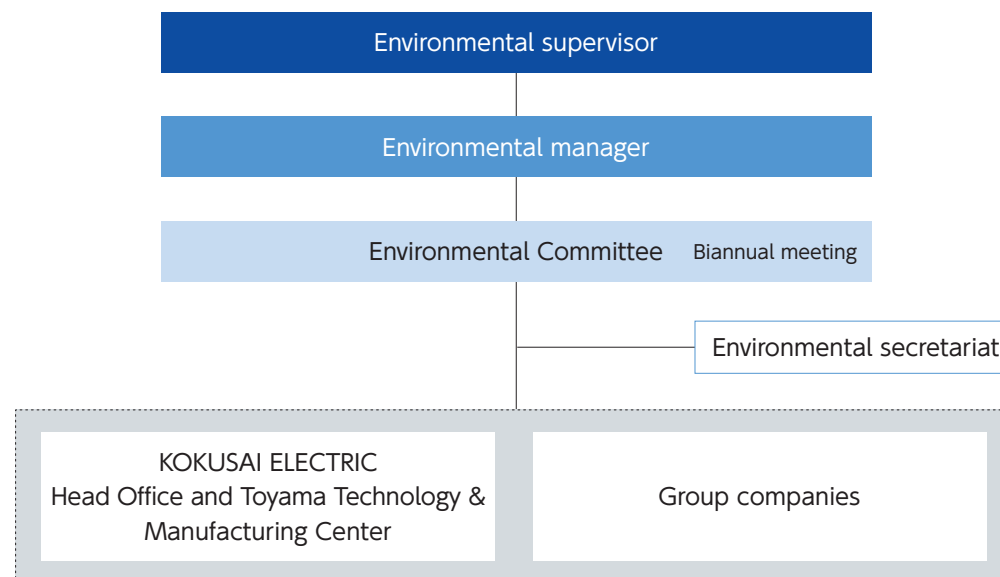 Environmental supervisor
Environmental manager
Environmental Committee Biannual meeting
Environmental secretariat
KOKUSAI ELECTRIC
Head Office and Toyama Technology &
Manufacturing Center
Group companies